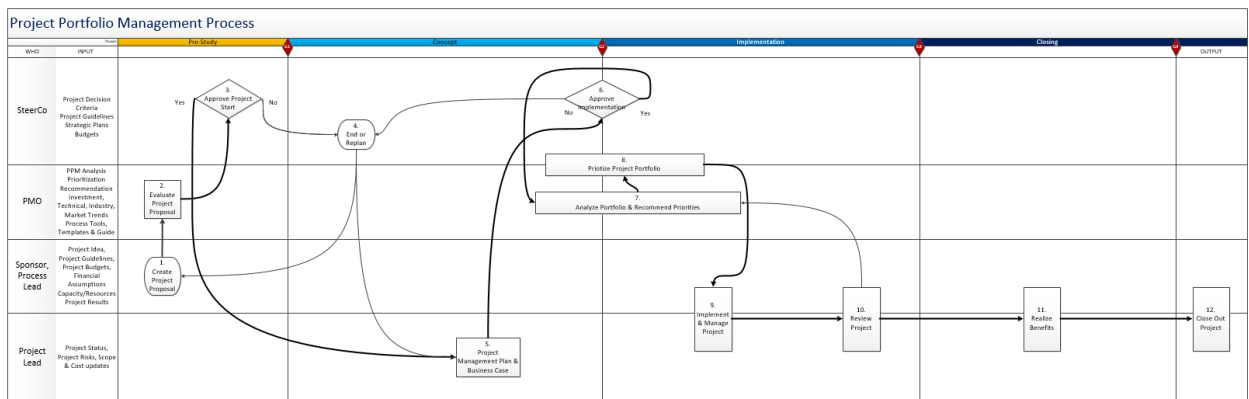 Project Portfolio Management Process
Phases
Pre-Study
Concept
Implementation
Closing
WHO
INPUT
OUTPUT
SteerCo
Project Decision
Criteria
Project Guidelines
Strategic Plans
Budgets
Yes
3.
Approve Project
Start
No
4.
End or
Replan
6.
Approve
Implementation
No
Yes
PMO
PPM Analysis
Prioritization
Recommendation
Investment,
Technical, Industry,
Market Trends
Process Tools,
Templates & Guide
2.
Evaluate
Project
Proposal
8.
Priotize Project Portfolio
7.
Analyze Portfolio & Recommend Priorities
Sponsor,
Process
Lead
Project Idea,
Project Guidelines,
Project Budgets,
Financial
Assumptions
Capacity/Resources
Project Results
1.
Create
Project
Proposal
9.
Implement
& Manage
Project
10.
Review
Project
11.
Realize
Benefits
12.
Close Out
Project
Project
Lead
Project Status,
Project Risks, Scope
& Cost updates
5.
Project
Management Plan &
Business Case